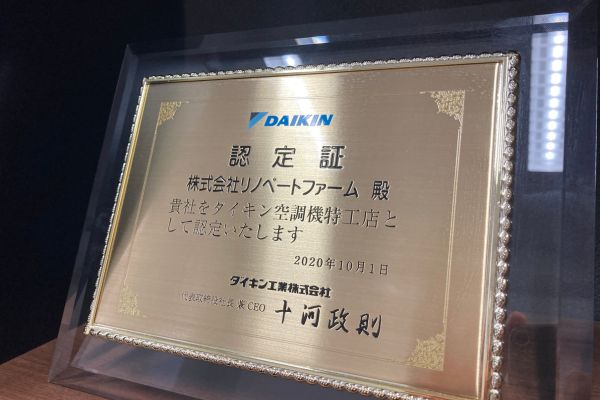 DAIKIN
認定証
株式会社リノベートファーム 殿
貴社をダイキン空調機特工店と
して認定いたします
2020年10月1日
ダイキン工業株式会社
代表取締役社長 兼 CEO 十河政則